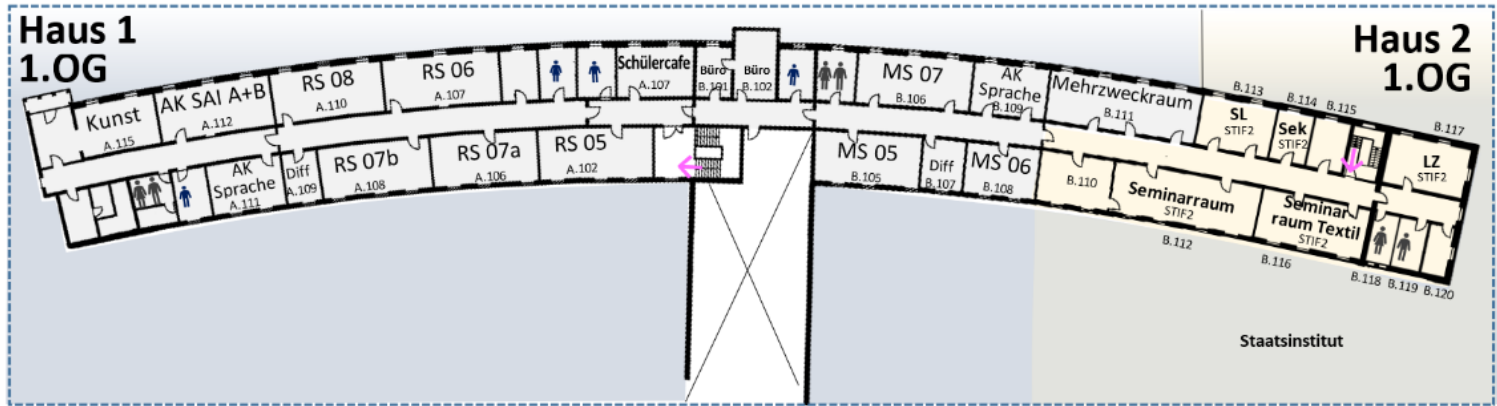 Haus 1
1.OG
Haus 2
1.OG
Kunst
A.115
AK SAI A+B
A.112
RS 08
A.110
RS 06
A.107
Schülercafe
A.107
Büro
B.101
Büro
B.102
MS 07
B.106
AK
Sprache
B.109
Mehrzweckraum
B.111
B.113
SL
STIF2
B.114
Sek
STIF2
B.115
B.117
LZ
STIF2
AK
Sprache
A.111
Diff
A.109
RS 07b
A.108
RS 07a
A.106
RS 05
A.102
MS 05
B.105
Diff
B.107
MS 06
B.108
B.110
Seminarraum
STIF2
B.112
Seminar
raum Textil
STIF2
B.116
B.118
B.119
B.120
Staatsinstitut